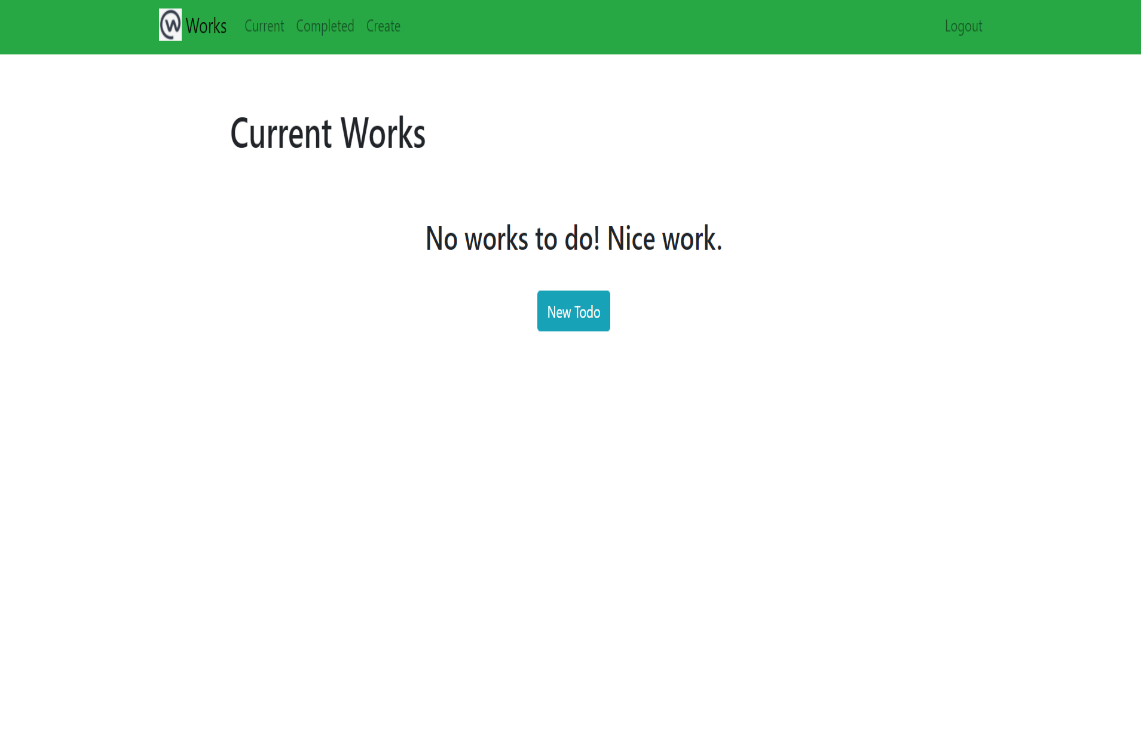 Works Current Completed Create Logout
Current Works
No works to do! Nice work.
New Todo